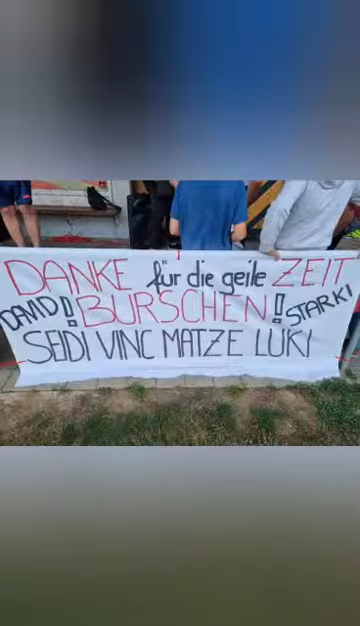 DANKE für die geile ZEIT
DAVID! BURSCHEN! STARKI
SEIDI VINC MATZE LUKI